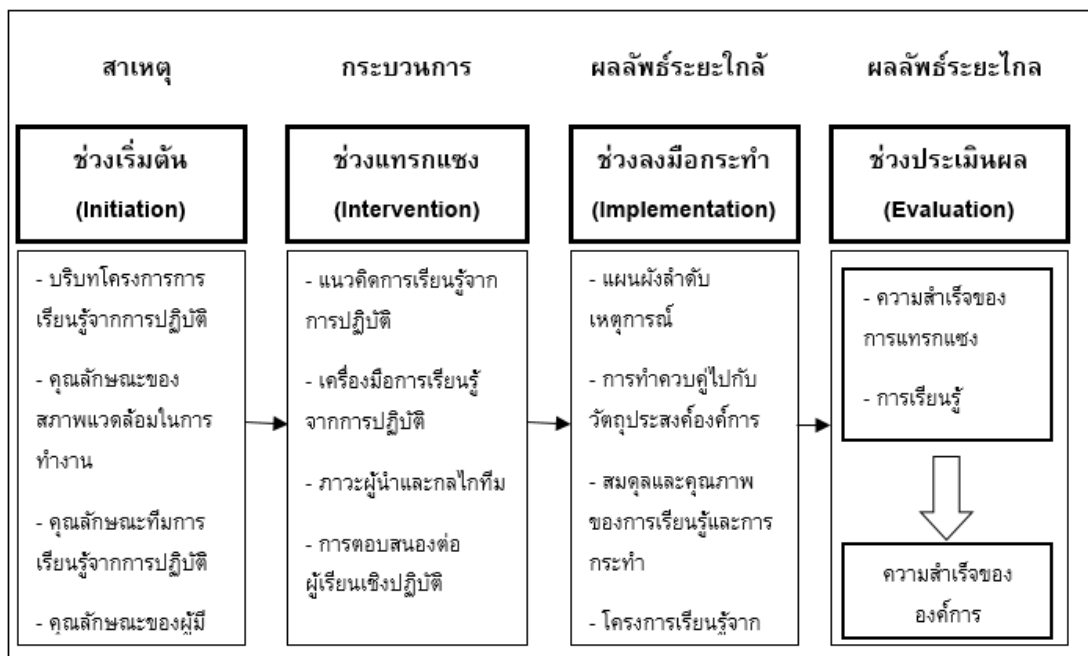 สาเหตุ
กระบวนการ
ผลลัพธ์ระยะใกล้
ผลลัพธ์ระยะไกล
ช่วงเริ่มต้น
(Initiation)
ช่วงแทรกแซง
(Intervention)
ช่วงลงมือกระทำ
(Implementation)
ช่วงประเมินผล
(Evaluation)
- บริบทโครงการการ
เรียนรู้จากการปฏิบัติ
- คุณลักษณะของ
สภาพแวดล้อมในการ
ทำงาน
- คุณลักษณะทีมการ
เรียนรู้จากการปฏิบัติ
- คุณลักษณะของผู้มี
- แนวคิดการเรียนรู้จาก
การปฏิบัติ
- เครื่องมือการเรียนรู้
จากการปฏิบัติ
- ภาวะผู้นำและกลไกทีม
- การตอบสนองต่อ
ผู้เรียนเชิงปฏิบัติ
- แผนผังลำดับ
เหตุการณ์
- การทำควบคู่ไปกับ
วัตถุประสงค์องค์การ
- สมดุลและคุณภาพ
ของการเรียนรู้และการ
กระทำ
- โครงการเรียนรู้จาก
- ความสำเร็จของ
การแทรกแซง
- การเรียนรู้
ความสำเร็จของ
องค์การ